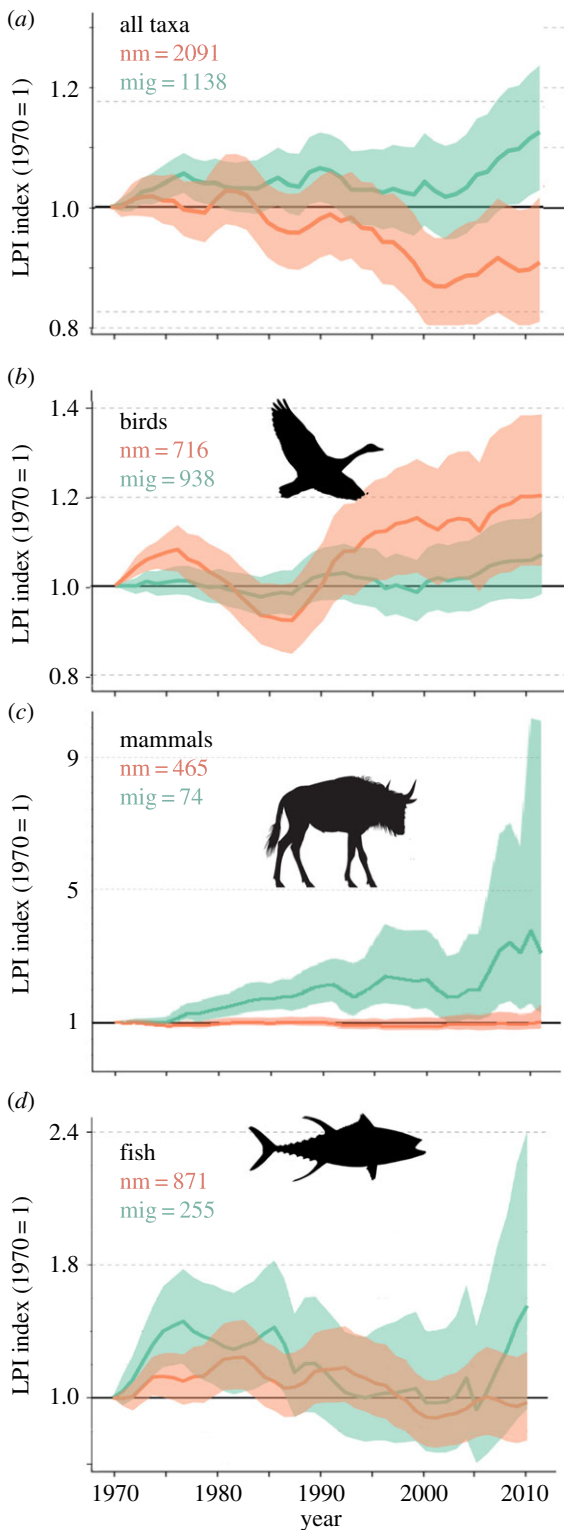 (a)
all taxa
nm = 2091
mig = 1138
LPI index (1970 = 1)
1.2
1.0
0.8
(b)
birds
nm = 716
mig = 938
LPI index (1970 = 1)
1.4
1.2
1.0
0.8
(c)
mammals
nm = 465
mig = 74
LPI index (1970 = 1)
9
5
1
(d)
fish
nm = 871
mig = 255
LPI index (1970 = 1)
2.4
1.8
1.0
1970 1980 1990 2000 2010
year